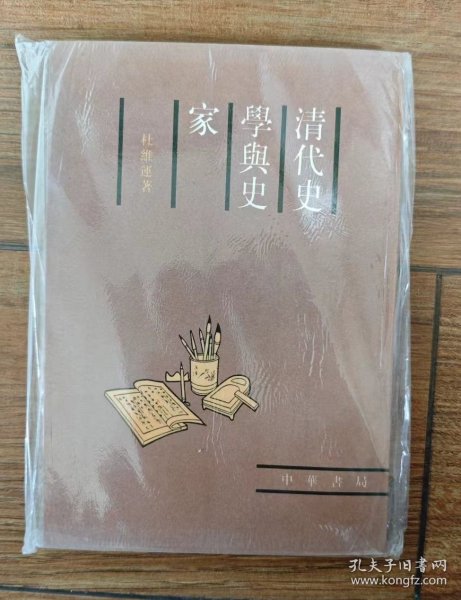 清代史
學與史
家
杜維運著
中華書局
孔夫子旧书网
kongfz.com